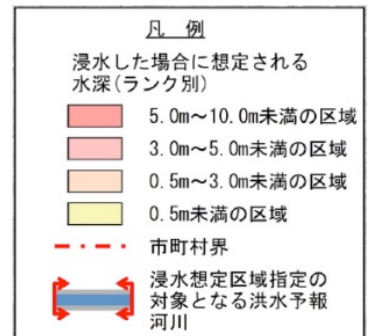 凡 例
浸水した場合に想定される
水深(ランク別)
5.0m～10.0m未満の区域
3.0m～5.0m未満の区域
0.5m～3.0m未満の区域
0.5m未満の区域
市町村界
浸水想定区域指定の
対象となる洪水予報
河川